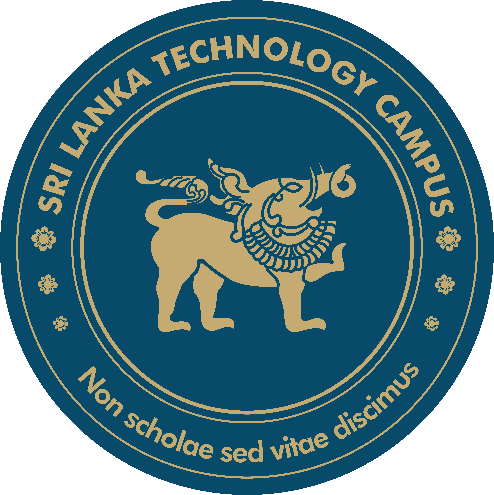 SRI LANKA TECHNOLOGY CAMPUS
Non scholae sed vitae discimus